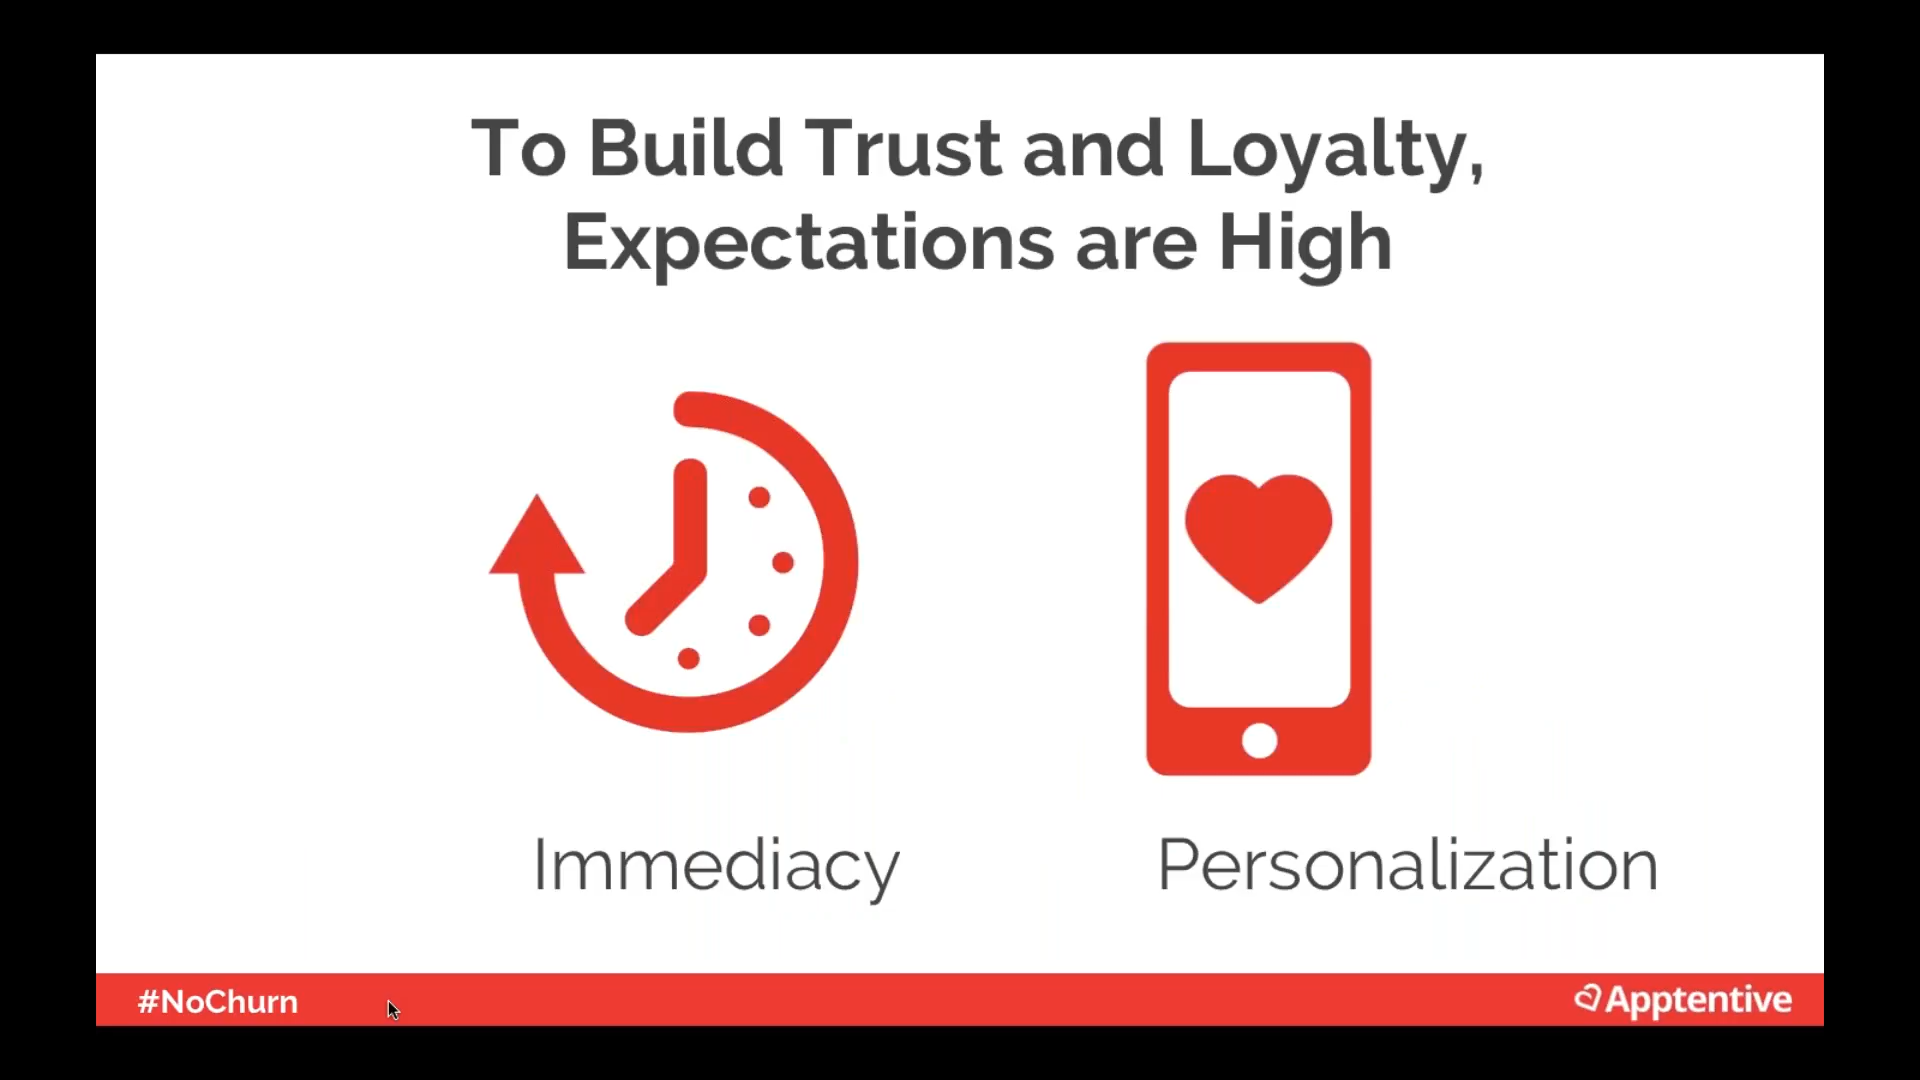 To Build Trust and Loyalty,
Expectations are High
Immediacy
Personalization
#NoChurn
Apptentive